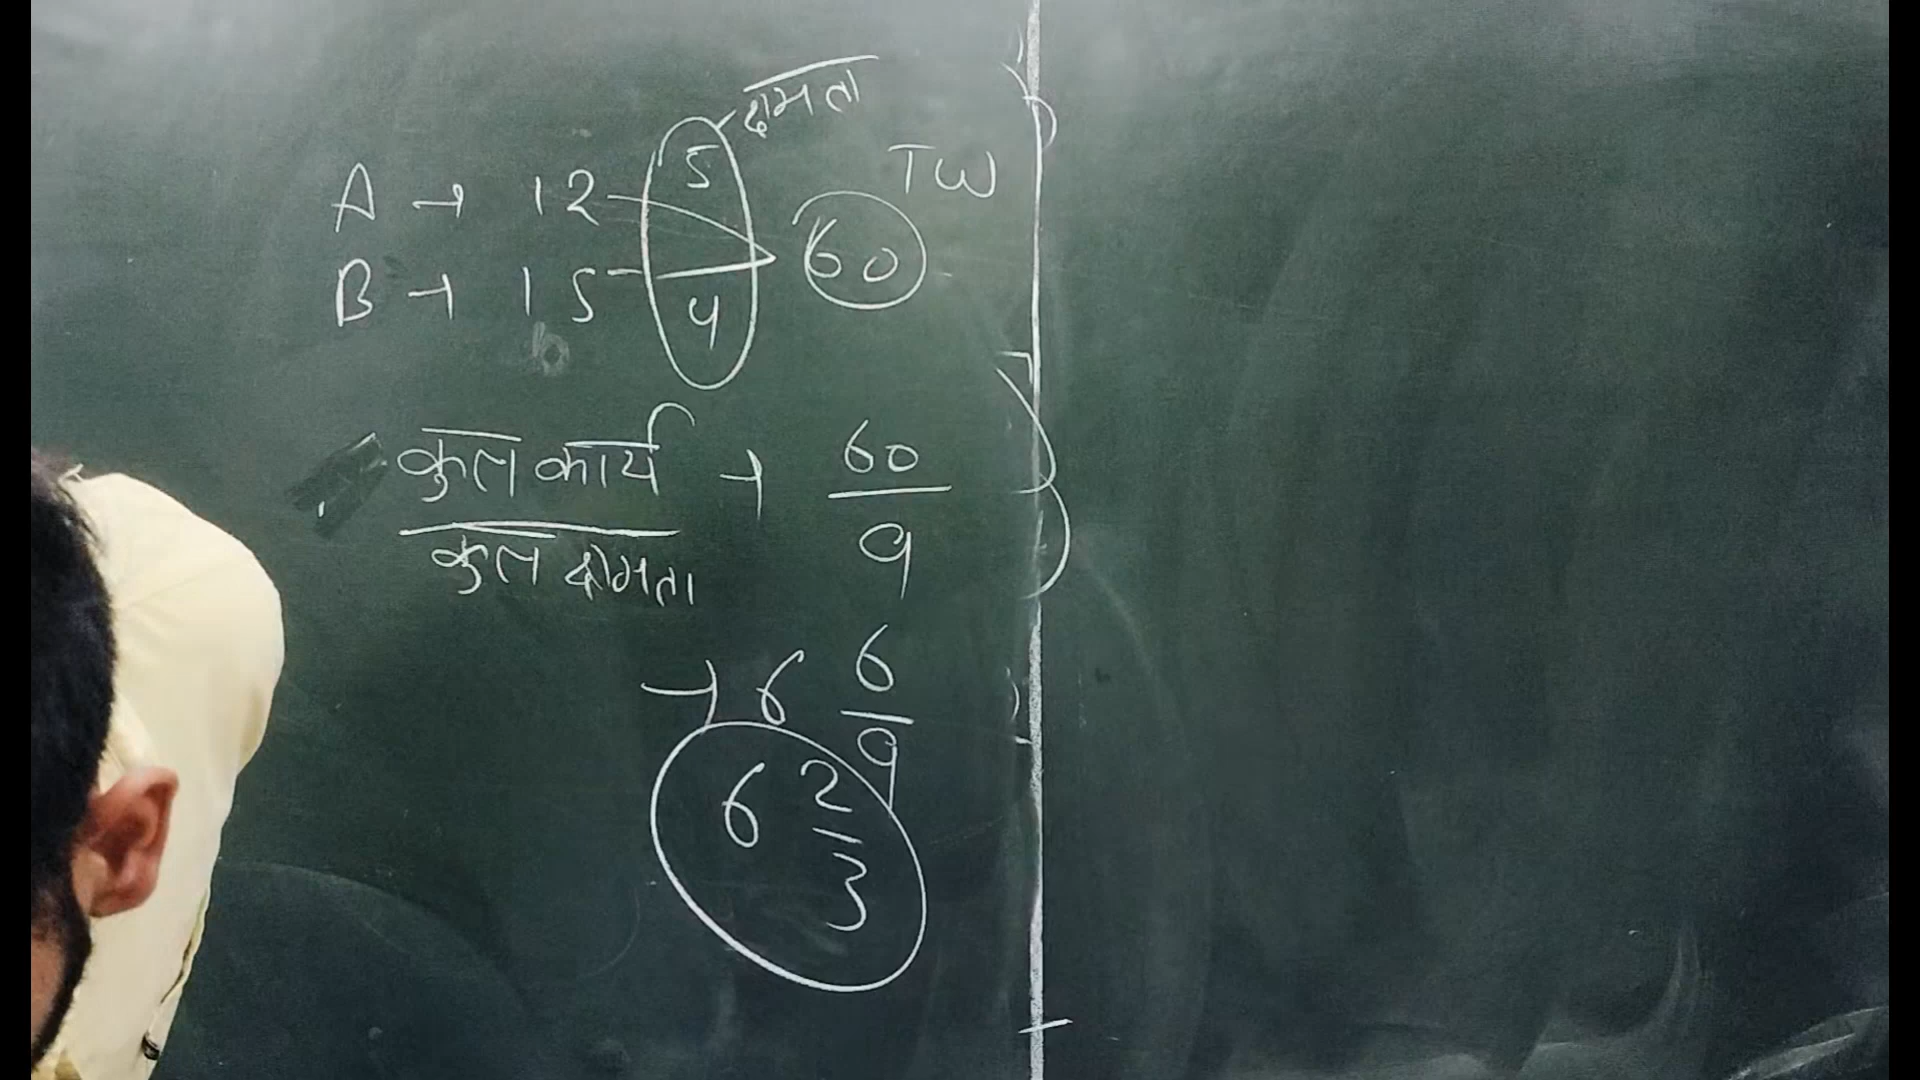 क्षमता
5
TW
A → 12
60
B → 15
4
कुल कार्य → 60
कुल क्षमता 9
→ 6 6
9
6 2
3